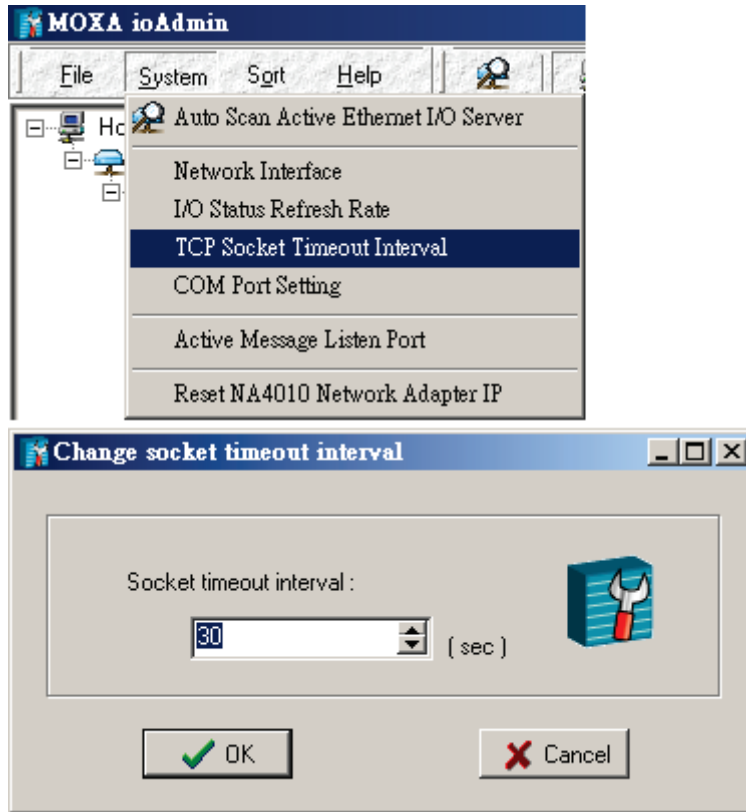 MOXA ioAdmin
File System Sort Help
Auto Scan Active Ethernet I/O Server
Network Interface
I/O Status Refresh Rate
TCP Socket Timeout Interval
COM Port Setting
Active Message Listen Port
Reset NA4010 Network Adapter IP
Change socket timeout interval
Socket timeout interval :
30 ( sec )
OK Cancel